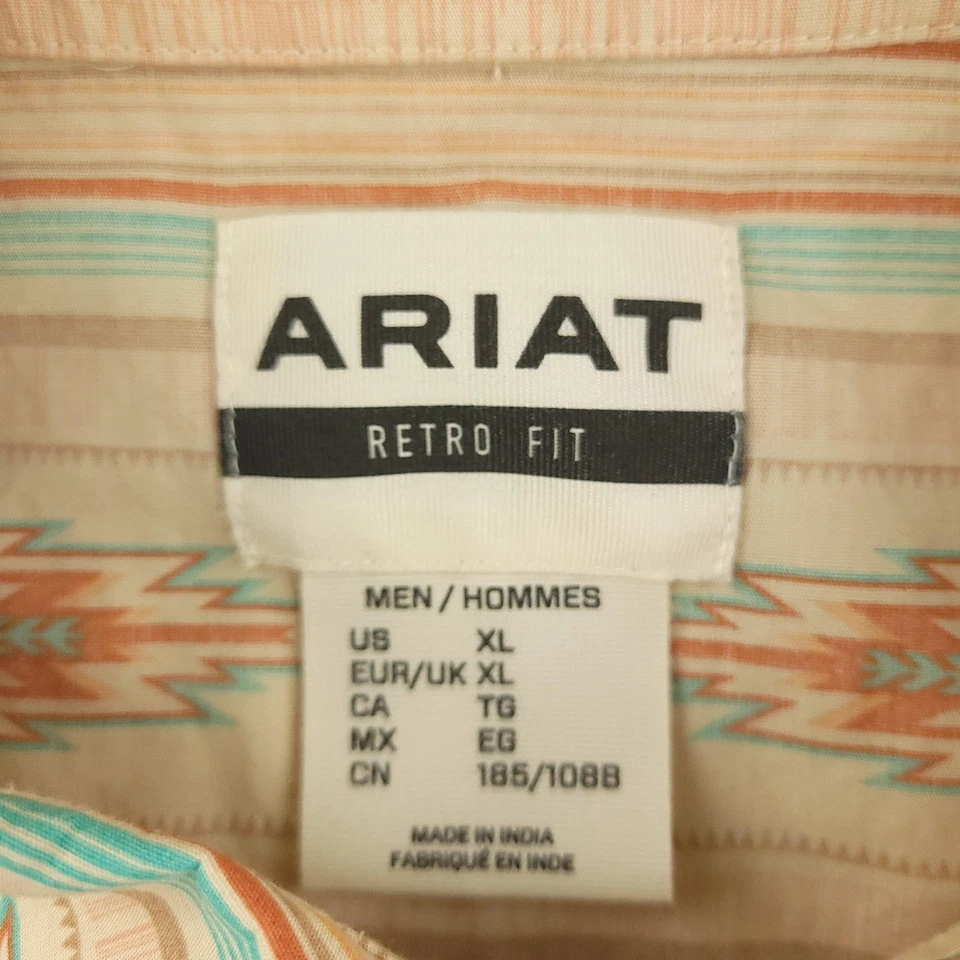 ARIAT
RETRO FIT
MEN / HOMMES
US XL
EUR/UK XL
CA TG
MX EG
CN 185/108B
MADE IN INDIA
FABRIQUÉ EN INDE